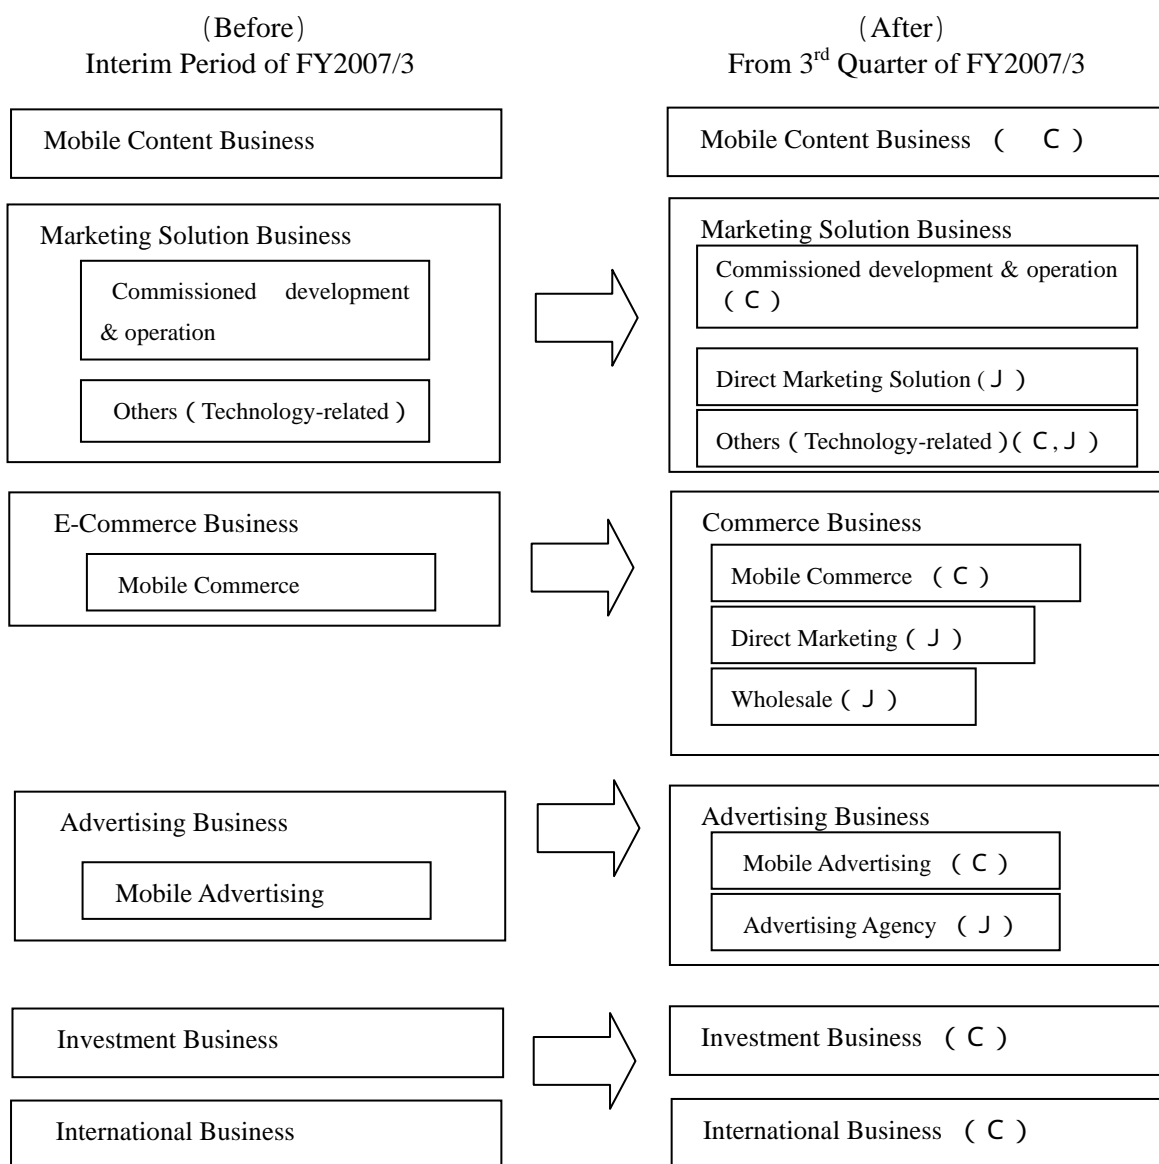 (Before)
Interim Period of FY2007/3
Mobile Content Business
Marketing Solution Business
Commissioned development
& operation
Others (Technology-related)
E-Commerce Business
Mobile Commerce
Advertising Business
Mobile Advertising
Investment Business
International Business
(After)
From 3rd Quarter of FY2007/3
Mobile Content Business ( C )
Marketing Solution Business
Commissioned development & operation
( C )
Direct Marketing Solution ( J )
Others (Technology-related) ( C , J )
Commerce Business
Mobile Commerce ( C )
Direct Marketing ( J )
Wholesale ( J )
Advertising Business
Mobile Advertising ( C )
Advertising Agency ( J )
Investment Business ( C )
International Business ( C )